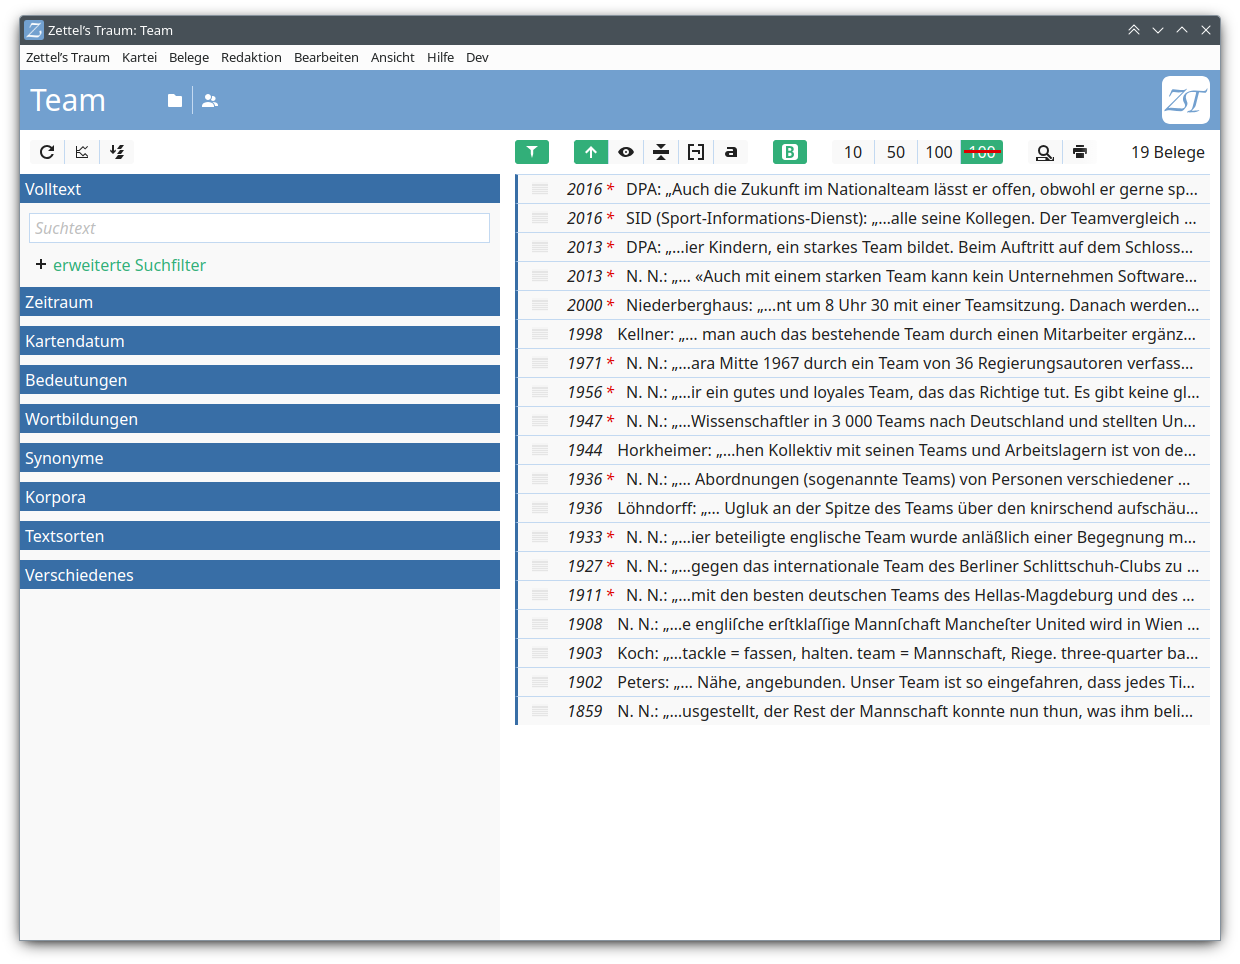 Zettel’s Traum: Team
Zettel’s Traum Kartei Belege Redaktion Bearbeiten Ansicht Hilfe Dev
Team
ZT
10 50 100 100 19 Belege
Volltext
Suchtext
+ erweiterte Suchfilter
Zeitraum
Kartendatum
Bedeutungen
Wortbildungen
Synonyme
Korpora
Textsorten
Verschiedenes
2016 * DPA: „Auch die Zukunft im Nationalteam lässt er offen, obwohl er gerne sp…
2016 * SID (Sport-Informations-Dienst): „…alle seine Kollegen. Der Teamvergleich …
2013 * DPA: „…ier Kindern, ein starkes Team bildet. Beim Auftritt auf dem Schloss…
2013 * N. N.: „… «Auch mit einem starken Team kann kein Unternehmen Software…
2000 * Niederberghaus: „…nt um 8 Uhr 30 mit einer Teamsitzung. Danach werden…
1998 Kellner: „… man auch das bestehende Team durch einen Mitarbeiter ergänz…
1971 * N. N.: „…ara Mitte 1967 durch ein Team von 36 Regierungsautoren verfass…
1956 * N. N.: „…ir ein gutes und loyales Team, das das Richtige tut. Es gibt keine gl…
1947 * N. N.: „…Wissenschaftler in 3 000 Teams nach Deutschland und stellten Un…
1944 Horkheimer: „…hen Kollektiv mit seinen Teams und Arbeitslagern ist von de…
1936 * N. N.: „… Abordnungen (sogenannte Teams) von Personen verschiedener …
1936 Löhndorff: „… Ugluk an der Spitze des Teams über den knirschend aufschäu…
1933 * N. N.: „…ier beteiligte englische Team wurde anläßlich einer Begegnung m…
1927 * N. N.: „…gegen das internationale Team des Berliner Schlittschuh-Clubs zu …
1911 * N. N.: „…mit den besten deutschen Teams des Hellas-Magdeburg und des …
1908 N. N.: „…e engliſche erſtklaſſige Mannſchaft Mancheſter United wird in Wien …
1903 Koch: „…tackle = fassen, halten. team = Mannschaft, Riege. three-quarter ba…
1902 Peters: „… Nähe, angebunden. Unser Team ist so eingefahren, dass jedes Ti…
1859 N. N.: „…usgestellt, der Rest der Mannschaft konnte nun thun, was ihm beli…